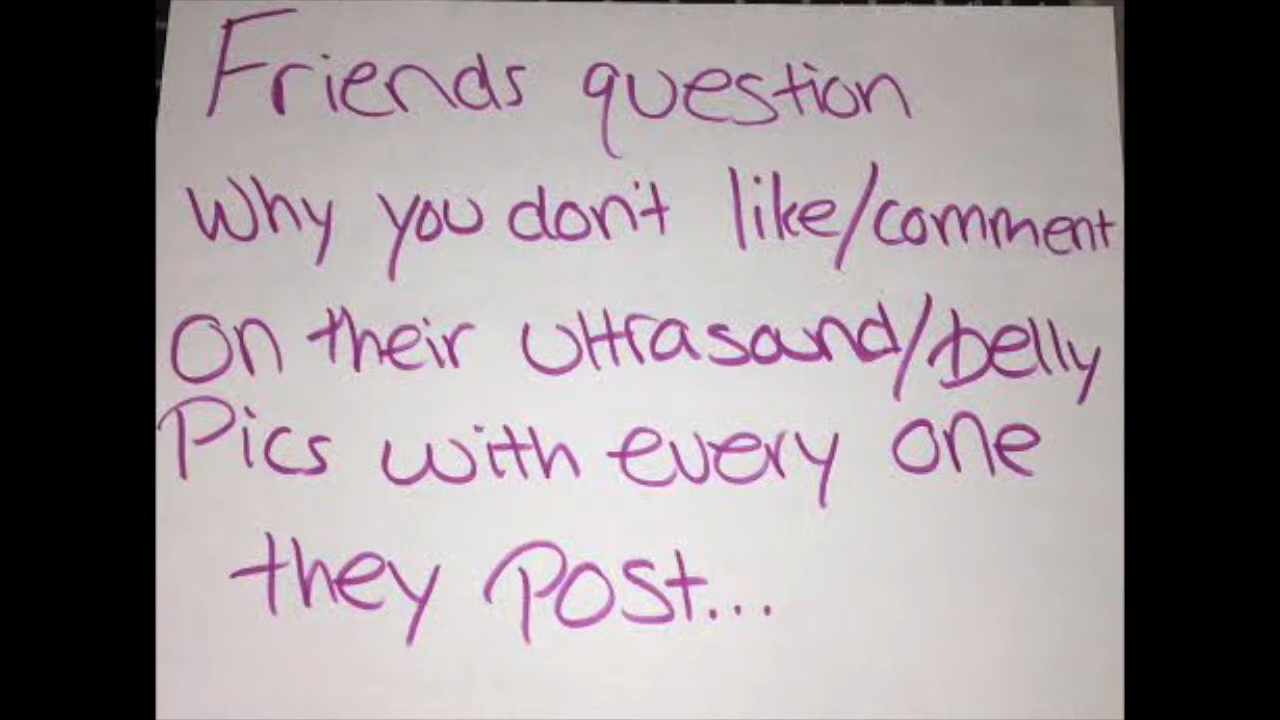 Friends question
Why you don't like/comment
on their ultrasound/belly
Pics with every one
they Post...